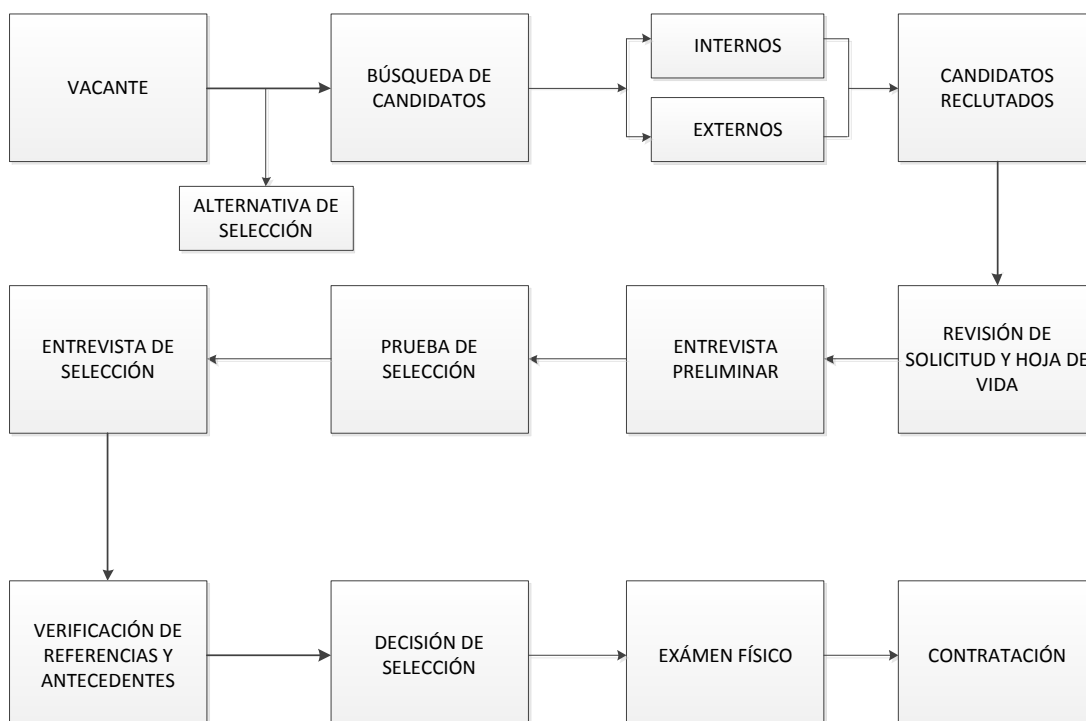 VACANTE
BÚSQUEDA DE
CANDIDATOS
INTERNOS
EXTERNOS
CANDIDATOS
RECLUTADOS
ALTERNATIVA DE
SELECCIÓN
REVISIÓN DE
SOLICITUD Y HOJA DE
VIDA
ENTREVISTA
PRELIMINAR
PRUEBA DE
SELECCIÓN
ENTREVISTA DE
SELECCIÓN
VERIFICACIÓN DE
REFERENCIAS Y
ANTECEDENTES
DECISIÓN DE
SELECCIÓN
EXÁMEN FÍSICO
CONTRATACIÓN